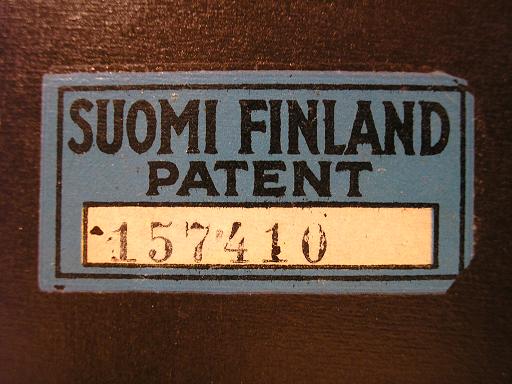 SUOMI FINLAND
PATENT
157410